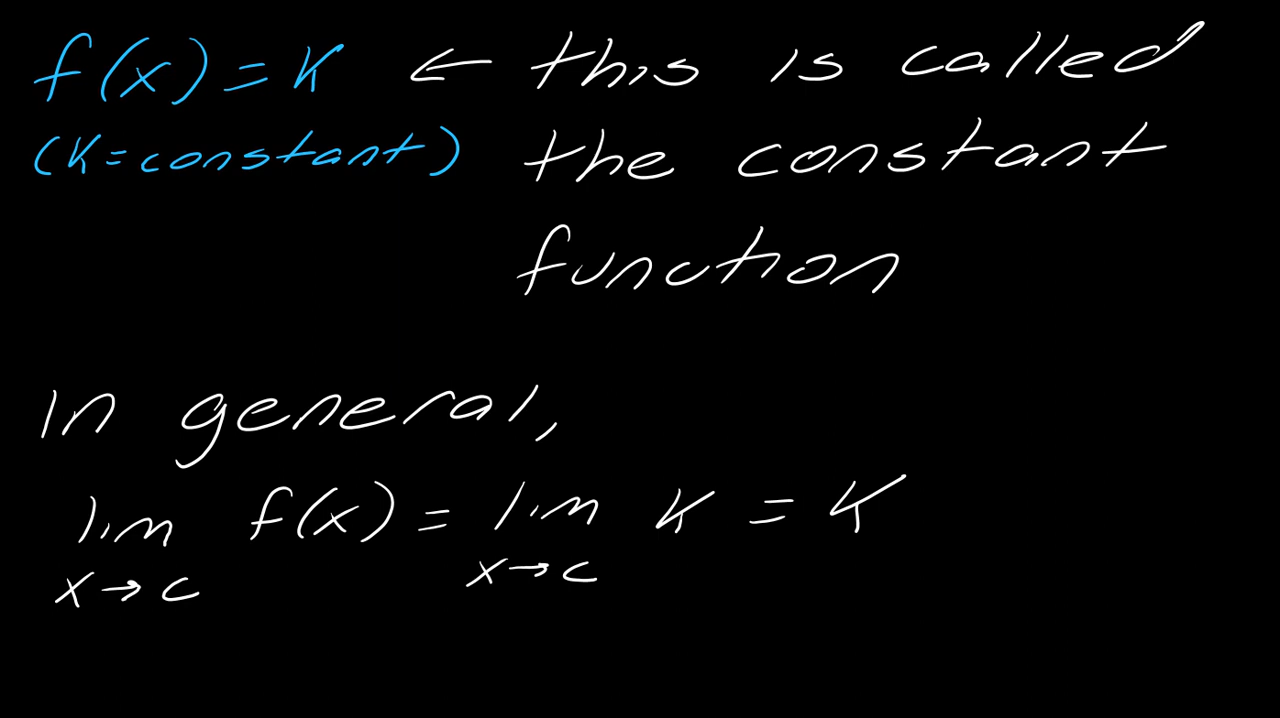 f(x) = K ← this is called
(K = constant) the constant
function
In general,
lim f(x) = lim K = K
x→c x→c